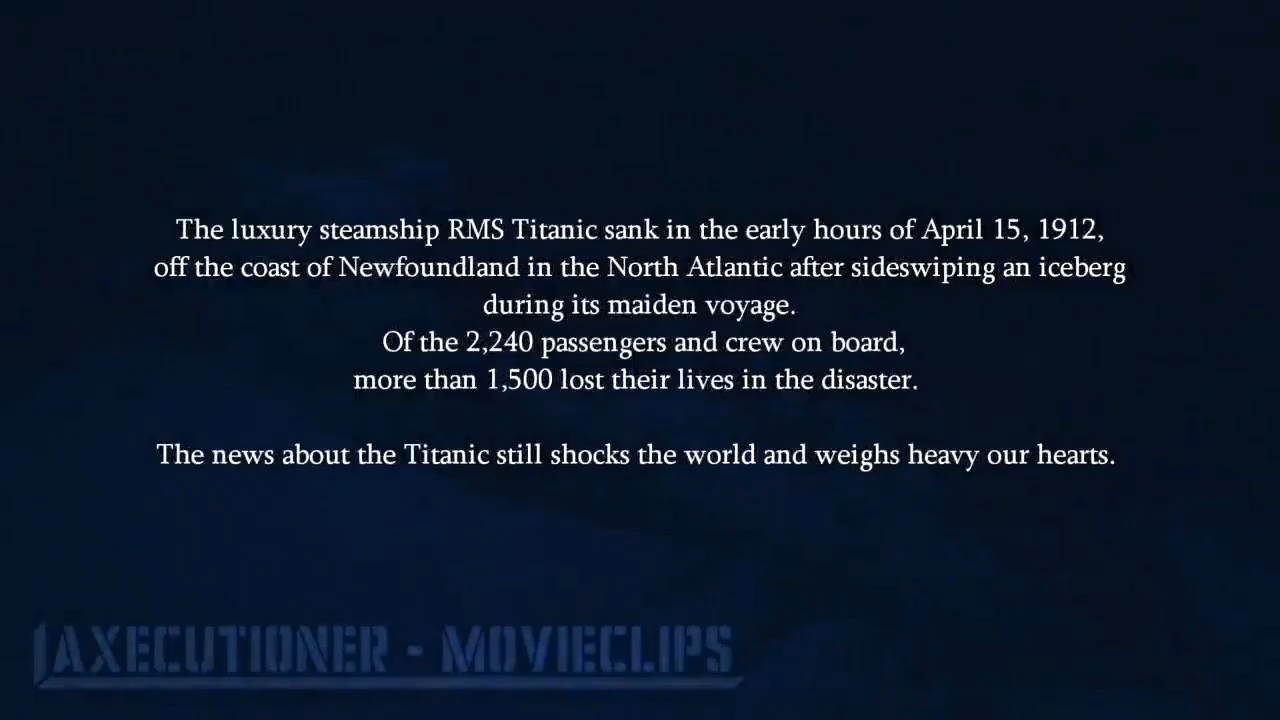 The luxury steamship RMS Titanic sank in the early hours of April 15, 1912,
off the coast of Newfoundland in the North Atlantic after sideswiping an iceberg
during its maiden voyage.
Of the 2,240 passengers and crew on board,
more than 1,500 lost their lives in the disaster.
The news about the Titanic still shocks the world and weighs heavy our hearts.
JAXECUTIONER - MOVIECLIPS